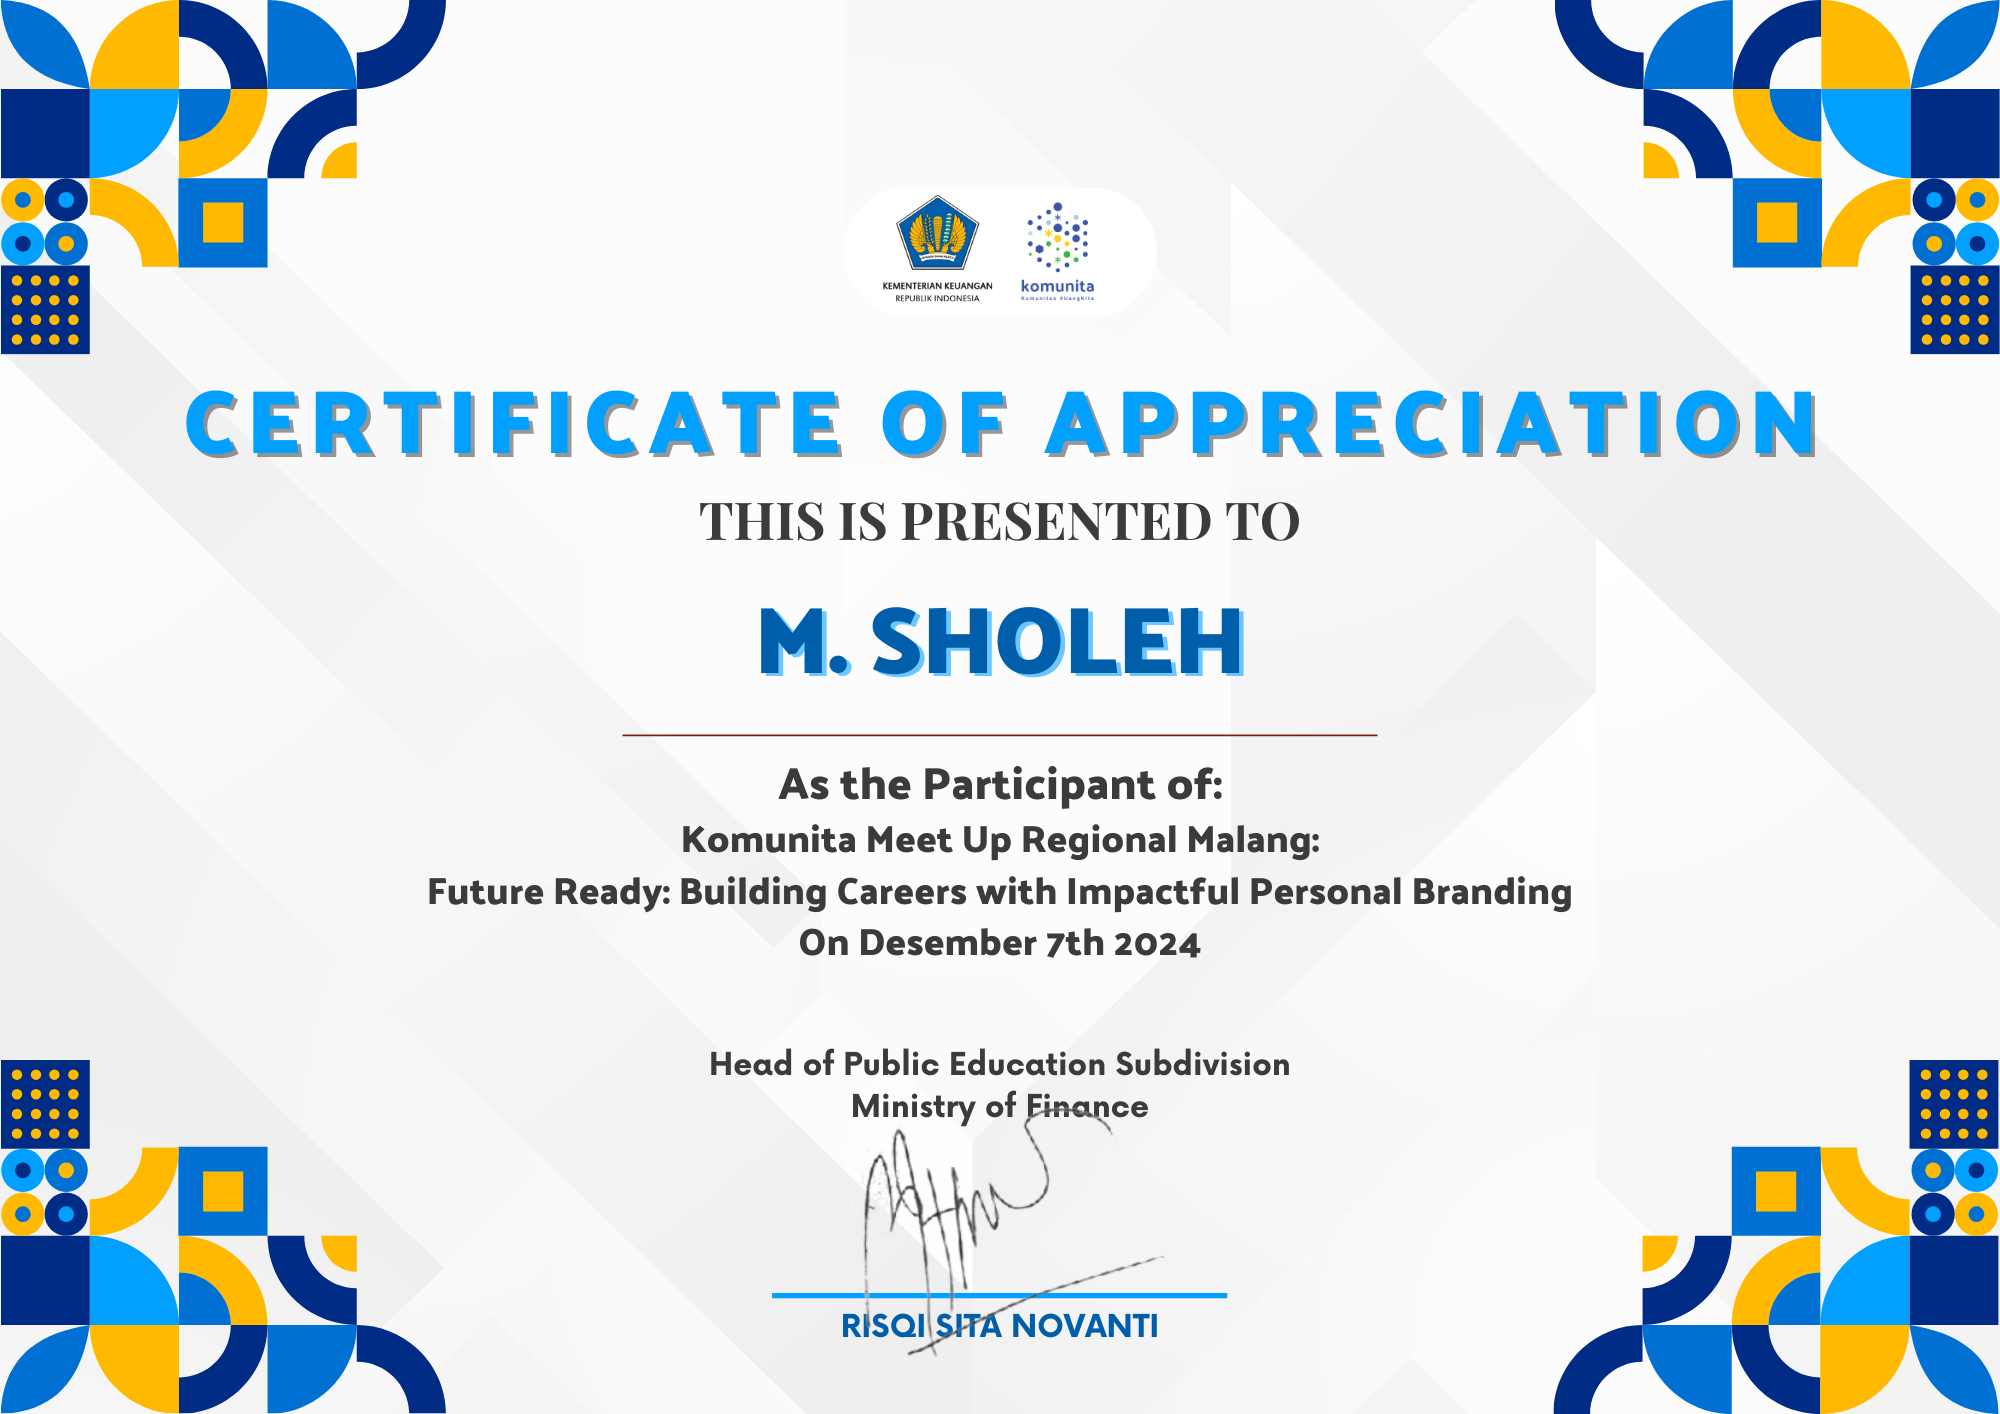 KEMENTERIAN KEUANGAN
REPUBLIK INDONESIA
komunita
Komunitas #UangKita
CERTIFICATE OF APPRECIATION
THIS IS PRESENTED TO
M. SHOLEH
As the Participant of:
Komunita Meet Up Regional Malang:
Future Ready: Building Careers with Impactful Personal Branding
On Desember 7th 2024
Head of Public Education Subdivision
Ministry of Finance
RISQI SITA NOVANTI